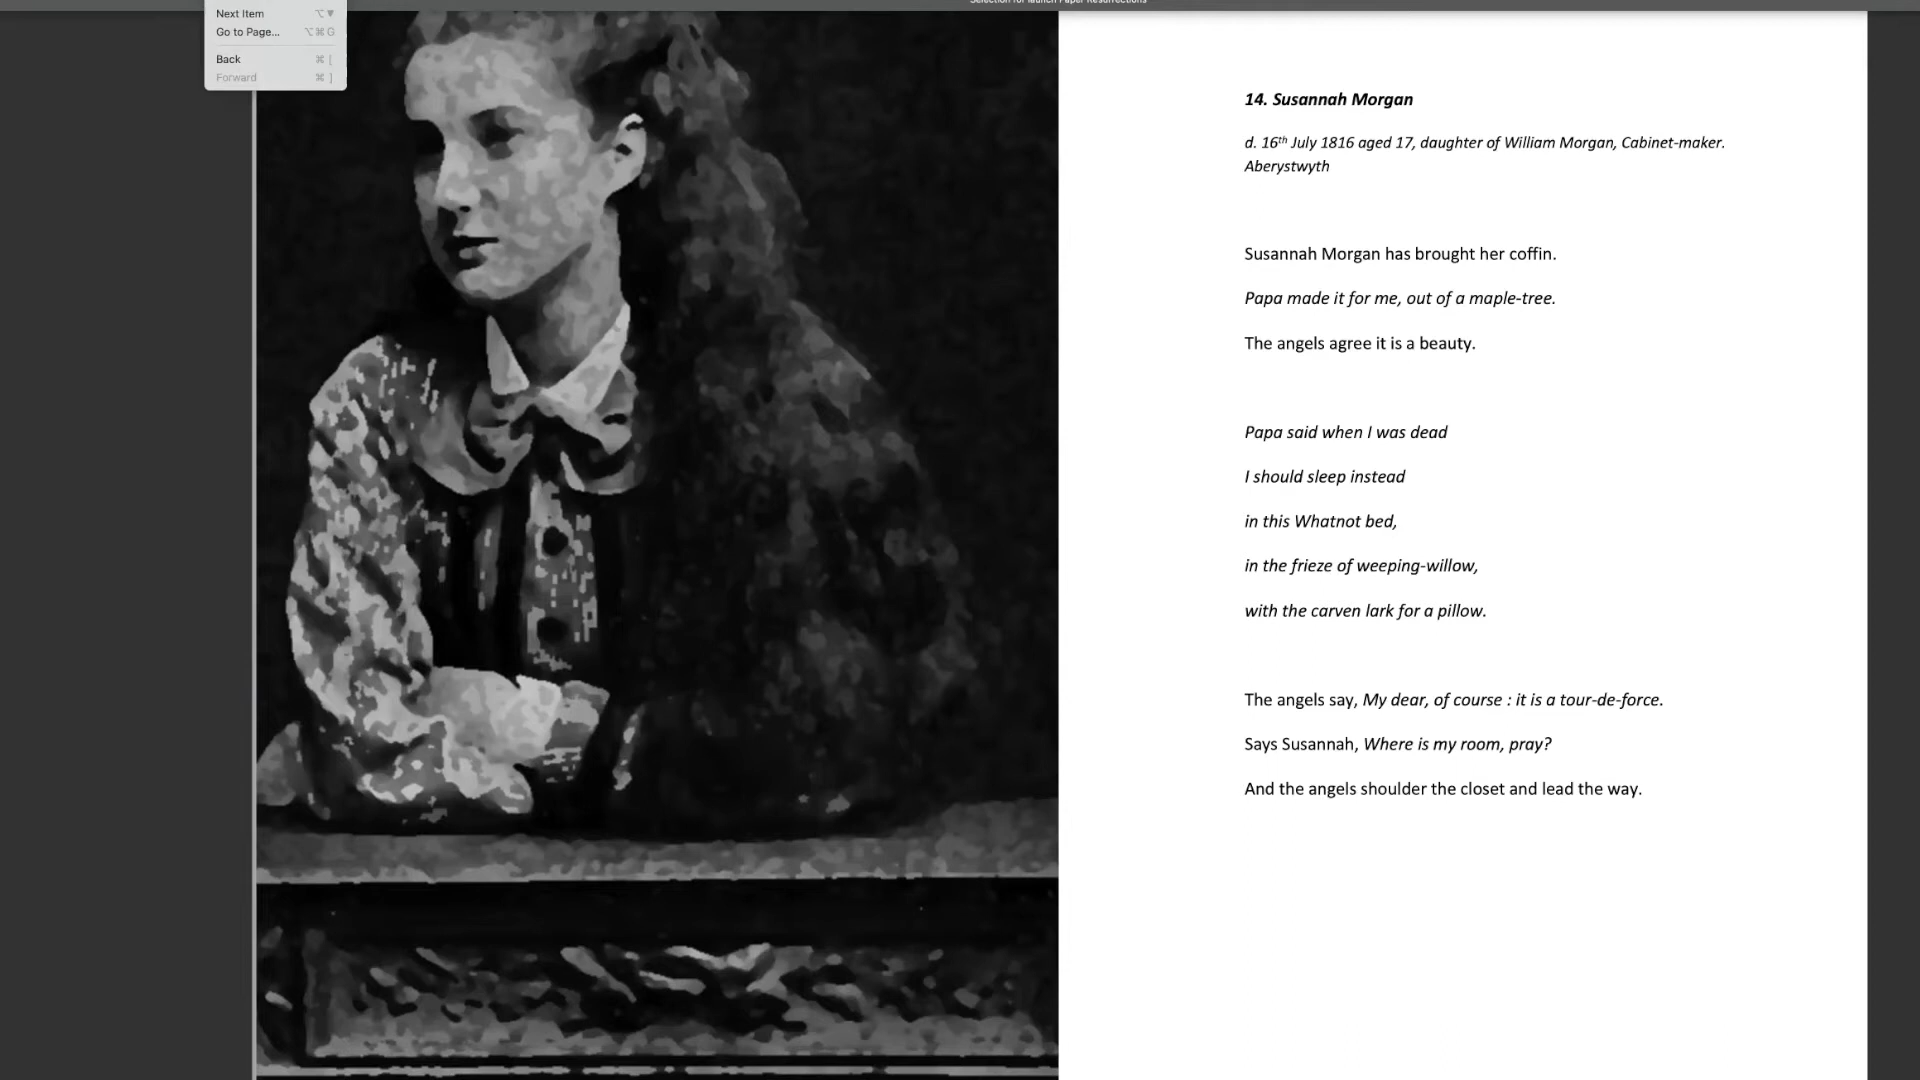 Selection for launch Paper Resurrections
Next Item ⌥▼
Go to Page... ⌥⌘G
Back ⌘[
Forward ⌘]
14. Susannah Morgan
d. 16th July 1816 aged 17, daughter of William Morgan, Cabinet-maker.
Aberystwyth
Susannah Morgan has brought her coffin.
Papa made it for me, out of a maple-tree.
The angels agree it is a beauty.
Papa said when I was dead
I should sleep instead
in this Whatnot bed,
in the frieze of weeping-willow,
with the carven lark for a pillow.
The angels say, My dear, of course : it is a tour-de-force.
Says Susannah, Where is my room, pray?
And the angels shoulder the closet and lead the way.